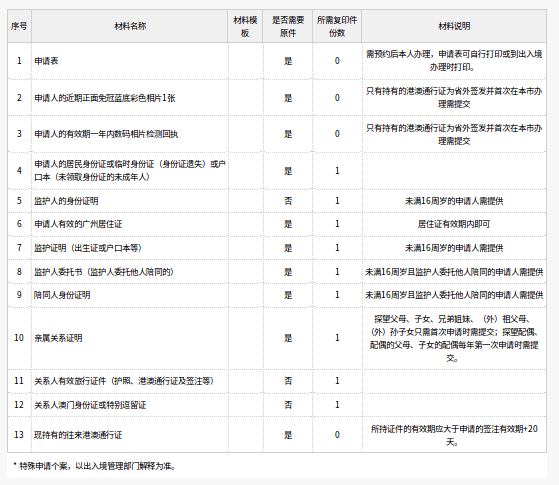 序号 材料名称 材料模板 是否需要原件 所需复印件份数 材料说明
1 申请表 是 0 需预约后本人办理，申请表可自行打印或到出入境
办理时打印。
2 申请人的近期正面免冠蓝底彩色相片1张 是 0 只有持有的港澳通行证为省外签发并首次在本市办
理需提交
3 申请人的有效期一年内数码相片检测回执 是 0 只有持有的港澳通行证为省外签发并首次在本市办
理需提交
4 申请人的居民身份证或临时身份证（身份证遗失）或户
口本（未领取身份证的未成年人） 是 1
5 监护人的身份证明 否 1 未满16周岁的申请人需提供
6 申请人有效的广州居住证 是 1 居住证有效期内即可
7 监护证明（出生证或户口本等） 是 1 未满16周岁的申请人需提供
8 监护人委托书（监护人委托他人陪同的） 是 1 未满16周岁且监护人委托他人陪同的申请人需提供
9 陪同人身份证明 是 1 未满16周岁且监护人委托他人陪同的申请人需提供
10 亲属关系证明 是 1 探望父母、子女、兄弟姐妹、（外）祖父母、
（外）孙子女只需首次申请时需提交；探望配偶、
配偶的父母、子女的配偶每年第一次申请时需提
交。
11 关系人有效旅行证件（护照、港澳通行证及签注等） 否 1
12 关系人澳门身份证或特别逗留证 否 1
13 现持有的往来港澳通行证 是 0 所持证件的有效期应大于申请的签注有效期+20
天。
* 特殊申请个案，以出入境管理部门解释为准。